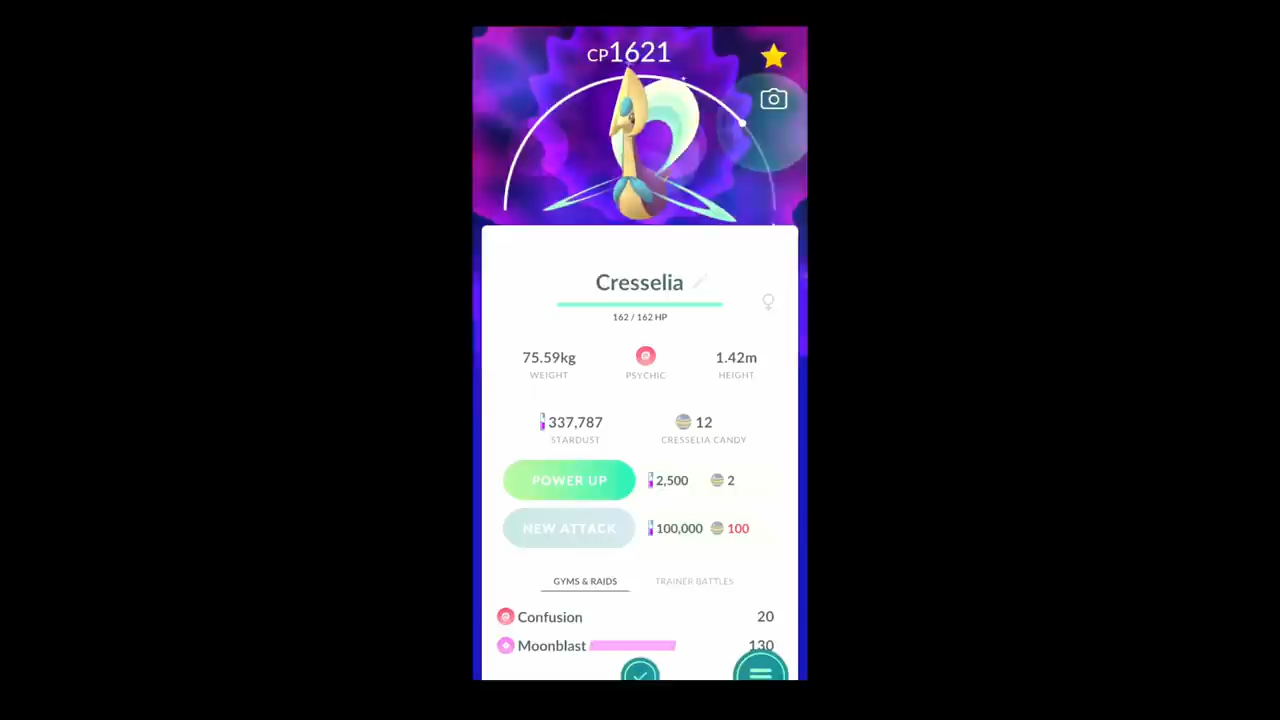 CP1621
Cresselia
162 / 162 HP
75.59kg
WEIGHT
PSYCHIC
1.42m
HEIGHT
337,787
STARDUST
12
CRESSELIA CANDY
POWER UP 2,500 2
NEW ATTACK 100,000 100
GYMS & RAIDS TRAINER BATTLES
Confusion 20
Moonblast 130